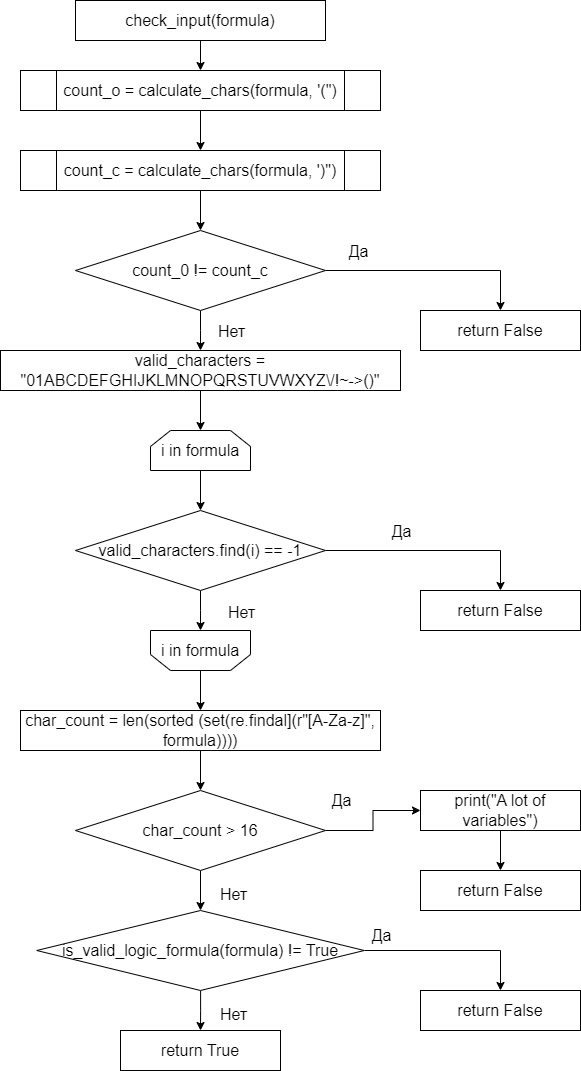 check_input(formula)
count_o = calculate_chars(formula, '(")
count_c = calculate_chars(formula, ')")
count_0 != count_c
Да
return False
Нет
valid_characters =
"01ABCDEFGHIJKLMNOPQRSTUVWXYZ\/!~->()"
i in formula
valid_characters.find(i) == -1
Да
return False
Нет
i in formula
char_count = len(sorted (set(re.findal](r"[A-Za-z]",
formula))))
char_count > 16
Да
print("A lot of
variables")
return False
Нет
is_valid_logic_formula(formula) != True
Да
return False
Нет
return True